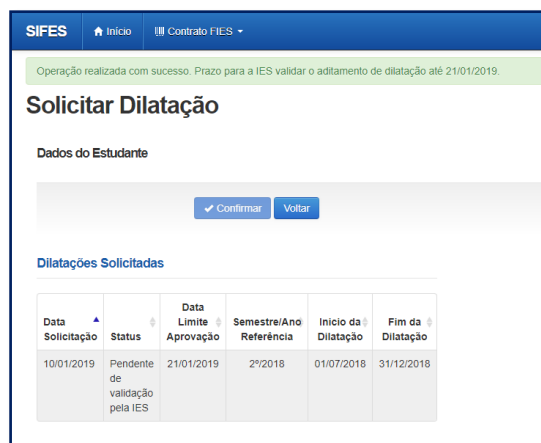 SIFES Início Contrato FIES
Operação realizada com sucesso. Prazo para a IES validar o aditamento de dilatação até 21/01/2019.
Solicitar Dilatação
Dados do Estudante
Confirmar Voltar
Dilatações Solicitadas
Data Solicitação Status Data Limite Aprovação Semestre/Ano Referência Inicio da Dilatação Fim da Dilatação
10/01/2019 Pendente de validação pela IES 21/01/2019 2º/2018 01/07/2018 31/12/2018